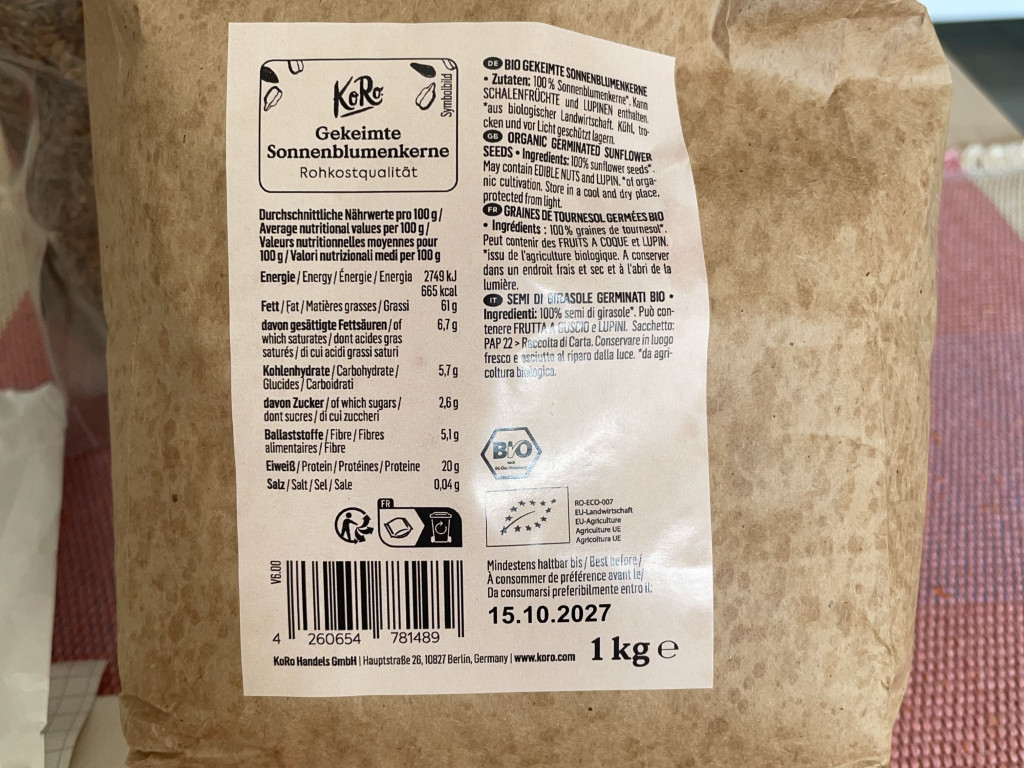 KoRo
Symbolbild
Gekeimte
Sonnenblumenkerne
Rohkostqualität
Durchschnittliche Nährwerte pro 100 g /
Average nutritional values per 100 g /
Valeurs nutritionnelles moyennes pour
100 g / Valori nutrizionali medi per 100 g
Energie / Energy / Énergie / Energia 2749 kJ
665 kcal
Fett / Fat / Matières grasses / Grassi 61 g
davon gesättigte Fettsäuren / of 6,7 g
which saturates / dont acides gras
saturés / di cui acidi grassi saturi
Kohlenhydrate / Carbohydrate / 5,7 g
Glucides / Carboidrati
davon Zucker / of which sugars / 2,6 g
dont sucres / di cui zuccheri
Ballaststoffe / Fibre / Fibres 5,1 g
alimentaires / Fibre
Eiweiß / Protein / Protéines / Proteine 20 g
Salz / Salt / Sel / Sale 0,04 g
FR
V6.00
4 260654 781489
DE BIO GEKEIMTE SONNENBLUMENKERNE
• Zutaten: 100% Sonnenblumenkerne*. Kann
SCHALENFRÜCHTE und LUPINEN enthalten.
*aus biologischer Landwirtschaft. Kühl, tro-
cken und vor Licht geschützt lagern.
GB ORGANIC GERMINATED SUNFLOWER
SEEDS • Ingredients: 100% sunflower seeds*.
May contain EDIBLE NUTS and LUPIN. *of orga-
nic cultivation. Store in a cool and dry place,
protected from light.
FR GRAINES DE TOURNESOL GERMÉES BIO
• Ingrédients : 100% graines de tournesol*.
Peut contenir des FRUITS A COQUE et LUPIN.
*issu de l'agriculture biologique. A conserver
dans un endroit frais et sec et à l'abri de la
lumière.
IT SEMI DI GIRASOLE GERMINATI BIO •
Ingredienti: 100% semi di girasole*. Può con-
tenere FRUTTA A GUSCIO e LUPINI. Sacchetto:
PAP 22 > Raccolta di Carta. Conservare in luogo
fresco e asciutto al riparo dalla luce. *da agri-
coltura biologica.
BIO
nach
EG-Öko-Verordnung
RO-ECO-007
EU-Landwirtschaft
EU-Agriculture
Agriculture UE
Agricoltura UE
Mindestens haltbar bis / Best before /
À consommer de préférence avant le/
Da consumarsi preferibilmente entro il:
15.10.2027
KoRo Handels GmbH | Hauptstraße 26, 10827 Berlin, Germany | www.koro.com 1 kg e